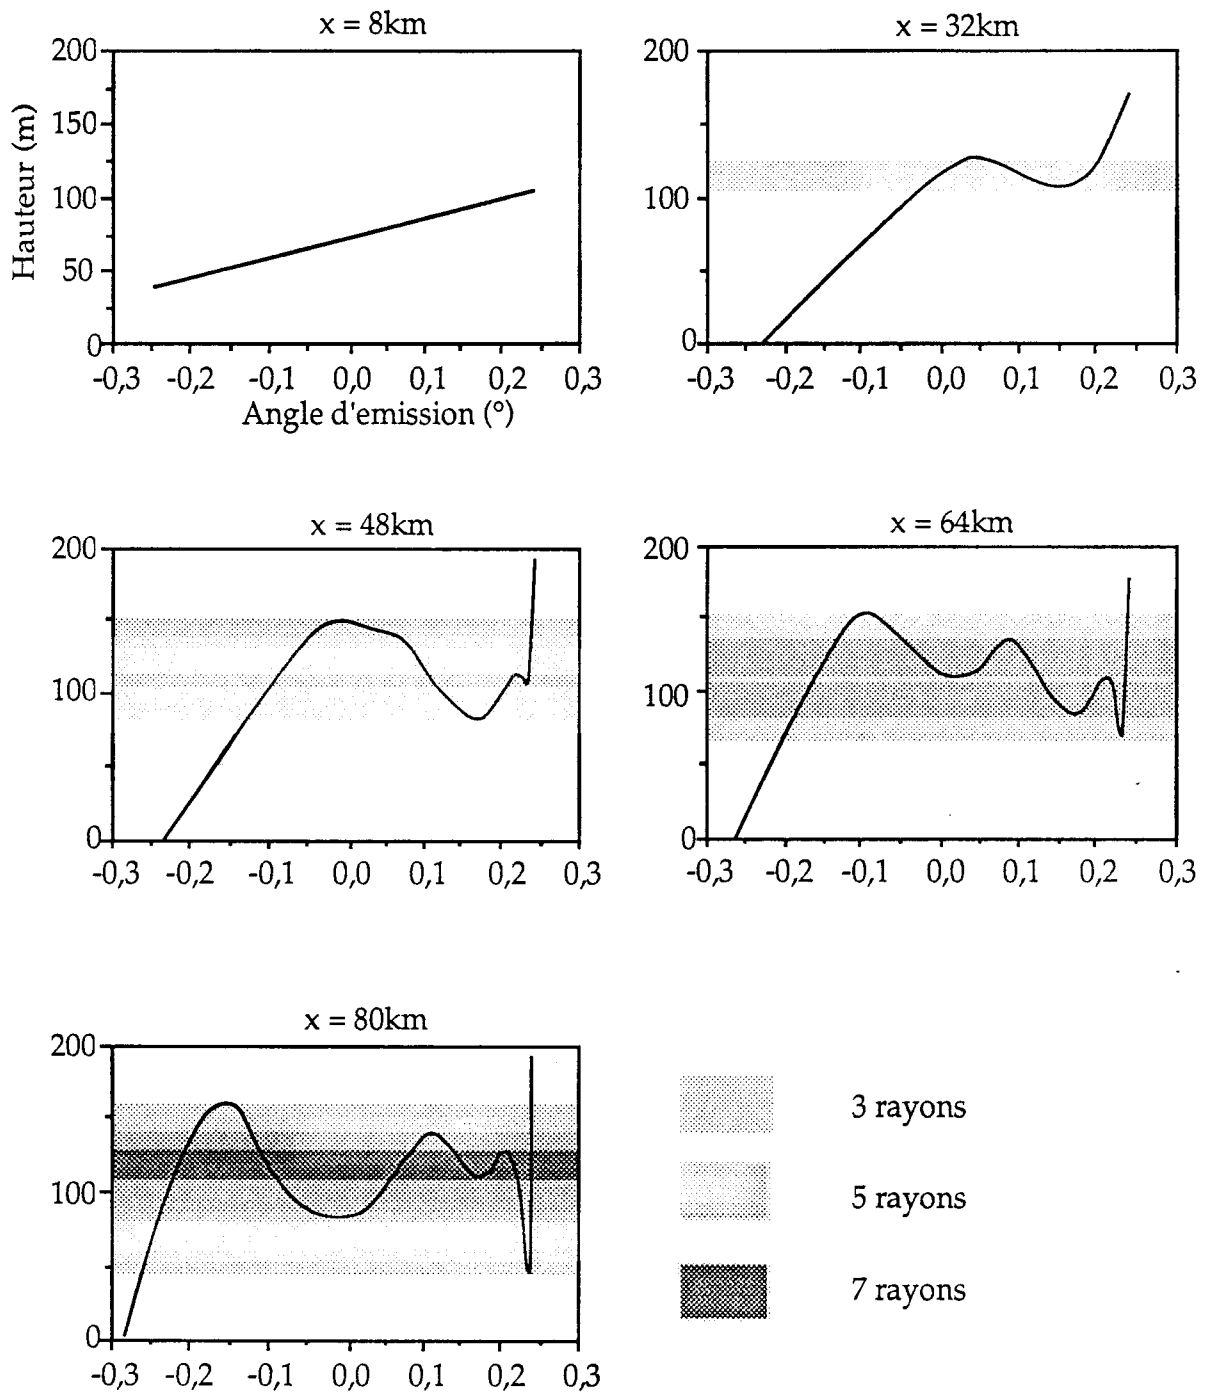 x = 8km
x = 32km
200
150
100
50
0
Hauteur (m)
-0,3 -0,2 -0,1 0,0 0,1 0,2 0,3
Angle d'emission (°)
200
100
0
-0,3 -0,2 -0,1 0,0 0,1 0,2 0,3
x = 48km
x = 64km
200
100
0
-0,3 -0,2 -0,1 0,0 0,1 0,2 0,3
200
100
0
-0,3 -0,2 -0,1 0,0 0,1 0,2 0,3
x = 80km
200
100
0
-0,3 -0,2 -0,1 0,0 0,1 0,2 0,3
3 rayons
5 rayons
7 rayons